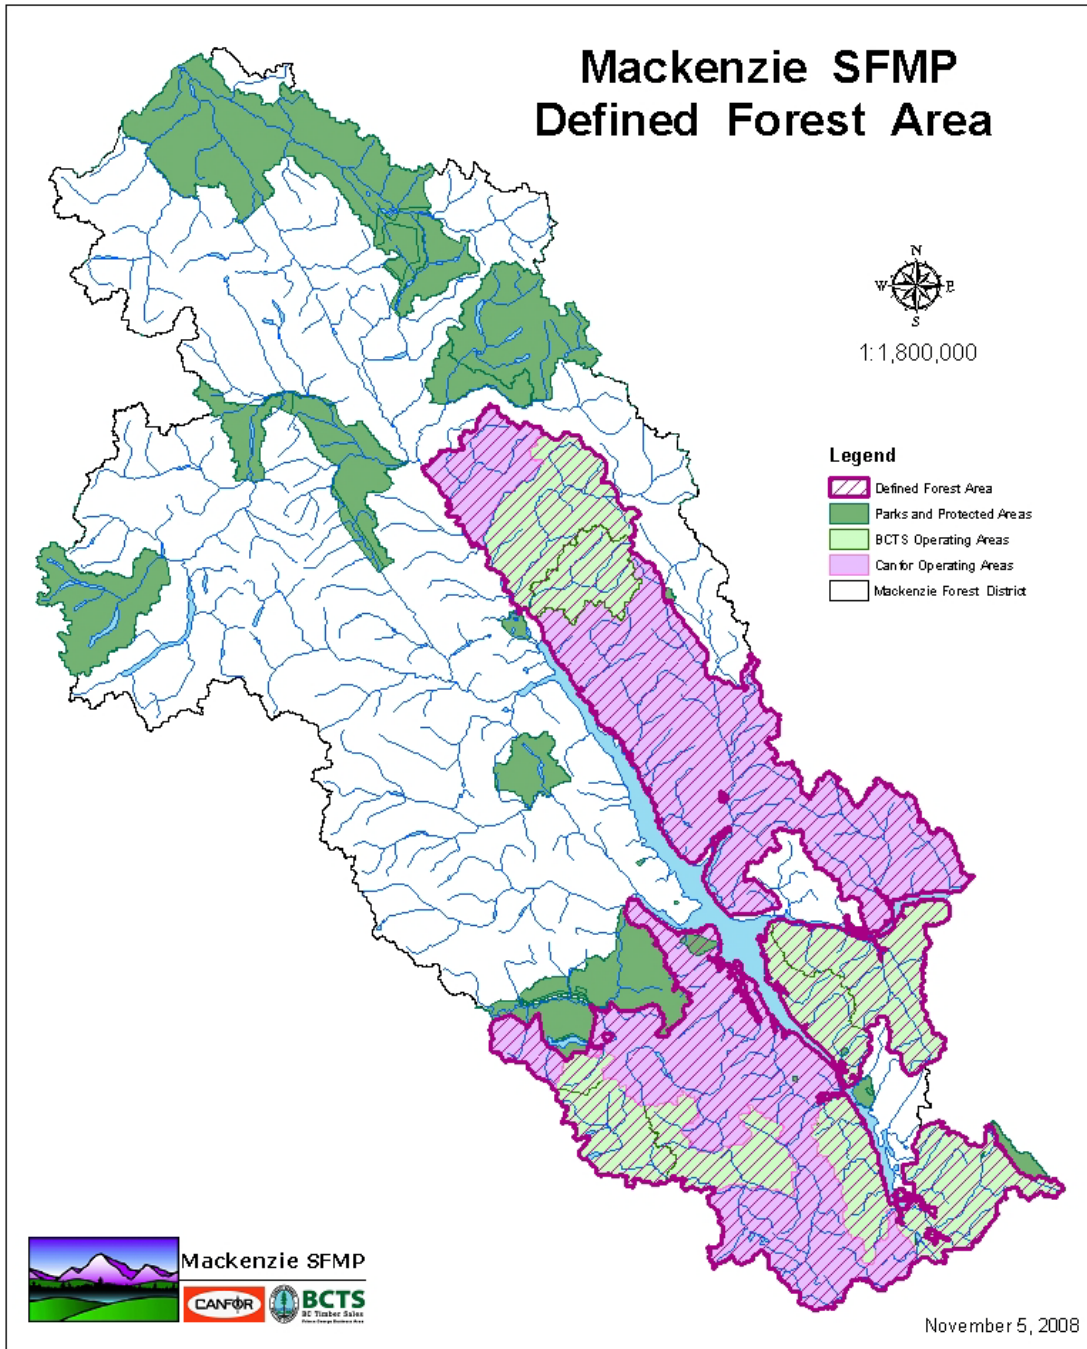 Mackenzie SFMP
Defined Forest Area
N
W E
S
1:1,800,000
Legend
Defined Forest Area
Parks and Protected Areas
BCTS Operating Areas
Canfor Operating Areas
Mackenzie Forest District
Mackenzie SFMP
CANFOR
BCTS
BC Timber Sales
November 5, 2008